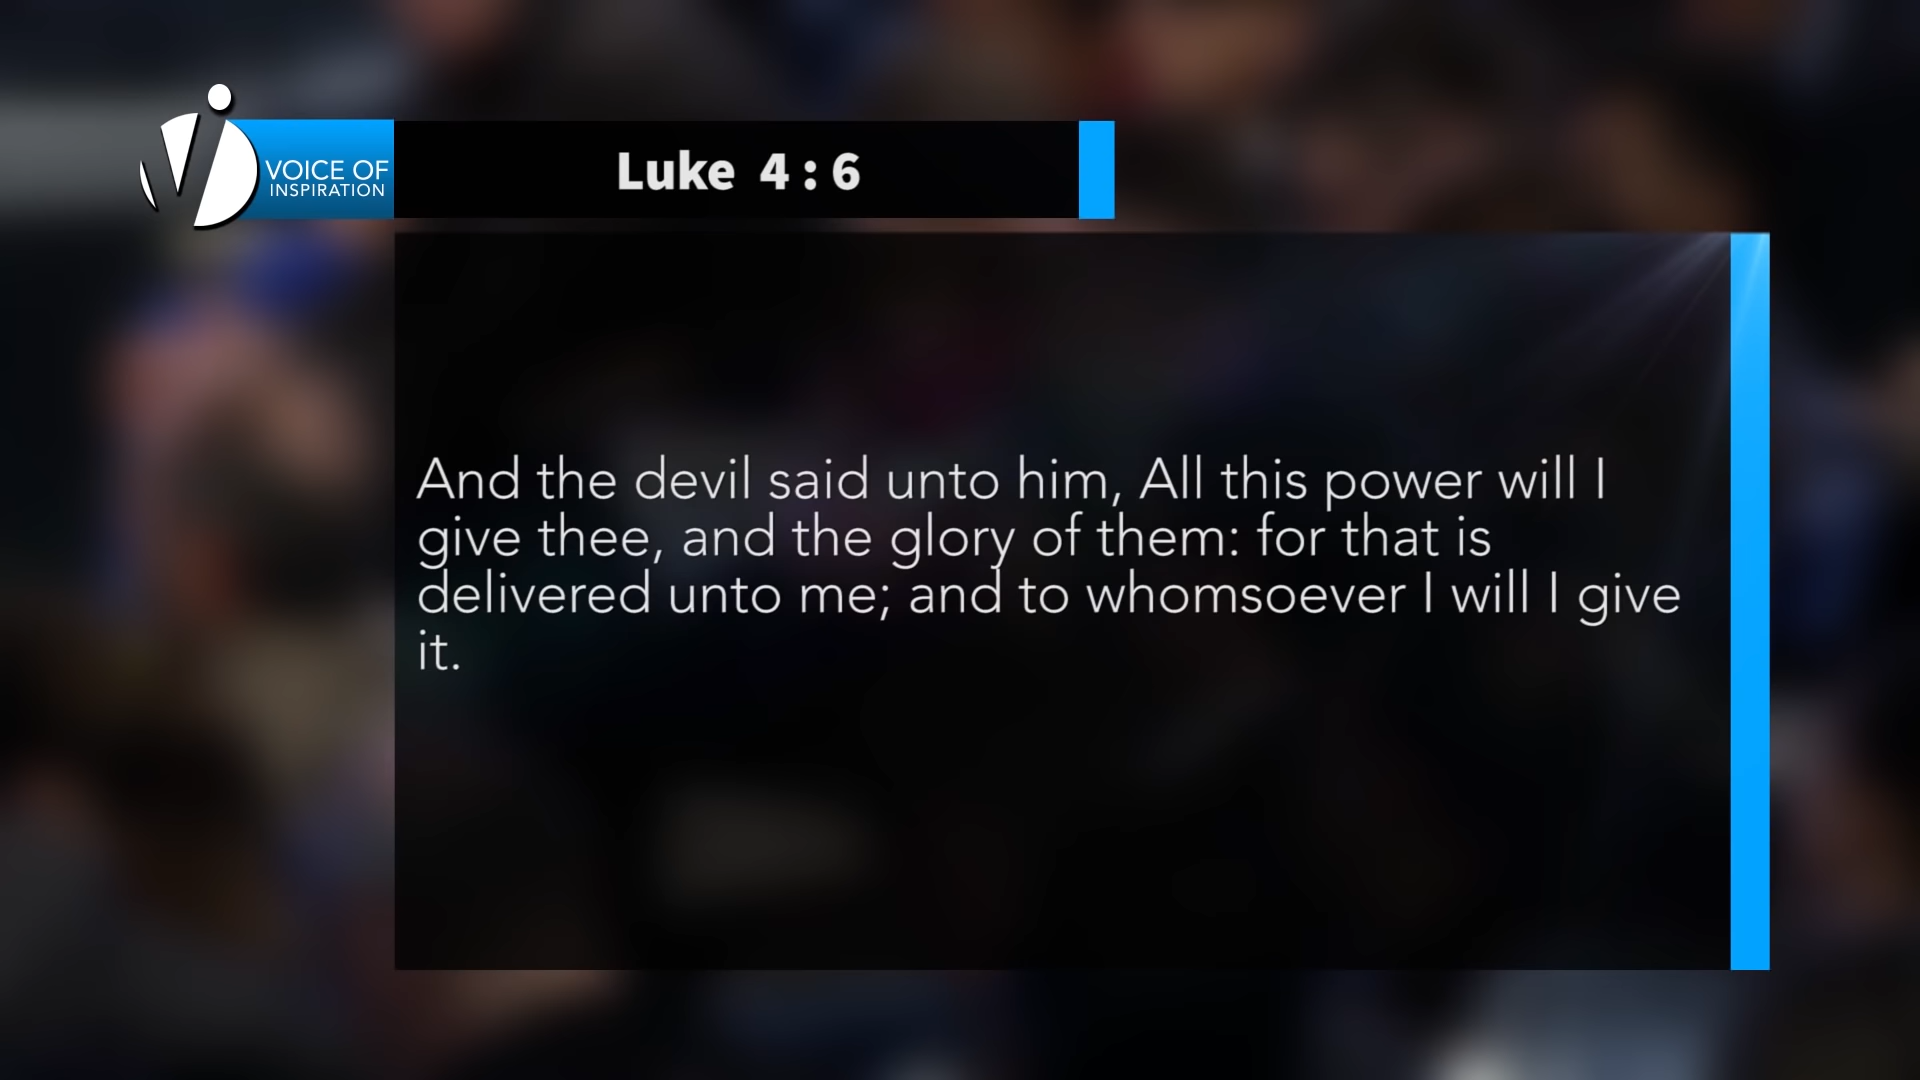 VOICE OF
INSPIRATION
Luke 4 : 6
And the devil said unto him, All this power will I
give thee, and the glory of them: for that is
delivered unto me; and to whomsoever I will I give
it.